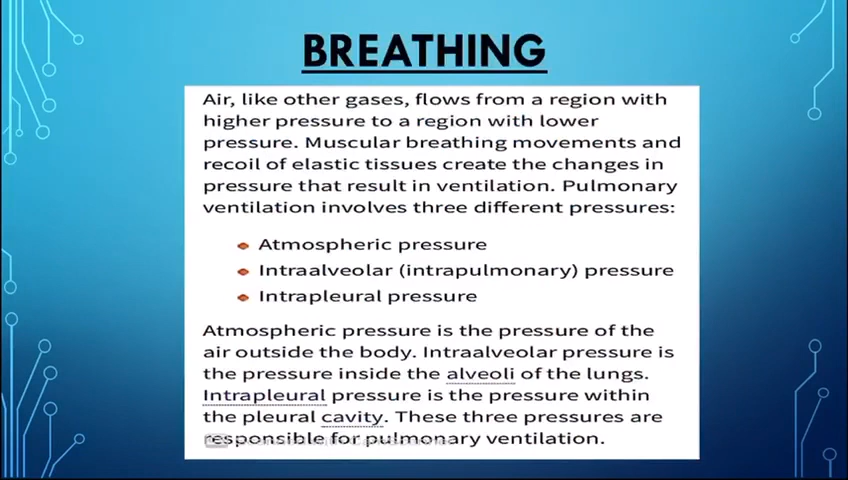 BREATHING
Air, like other gases, flows from a region with
higher pressure to a region with lower
pressure. Muscular breathing movements and
recoil of elastic tissues create the changes in
pressure that result in ventilation. Pulmonary
ventilation involves three different pressures:
Atmospheric pressure
Intraalveolar (intrapulmonary) pressure
Intrapleural pressure
Atmospheric pressure is the pressure of the
air outside the body. Intraalveolar pressure is
the pressure inside the alveoli of the lungs.
Intrapleural pressure is the pressure within
the pleural cavity. These three pressures are
responsible for pulmonary ventilation.